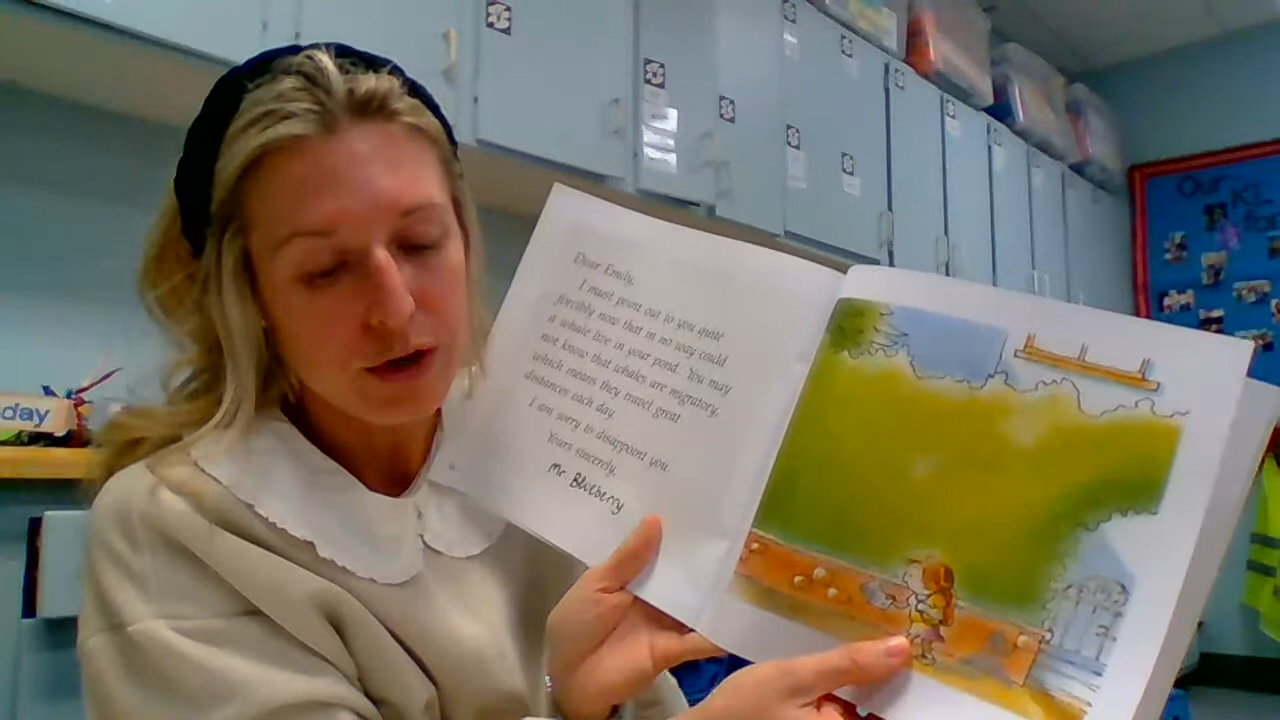 Dear Emily,
I must point out to you quite
forcibly now that in no way could
a whale live in your pond. You may
not know that whales are migratory,
which means they travel great
distances each day.
I am sorry to disappoint you.
Yours sincerely,
Mr Blueberry
day
Our
KL